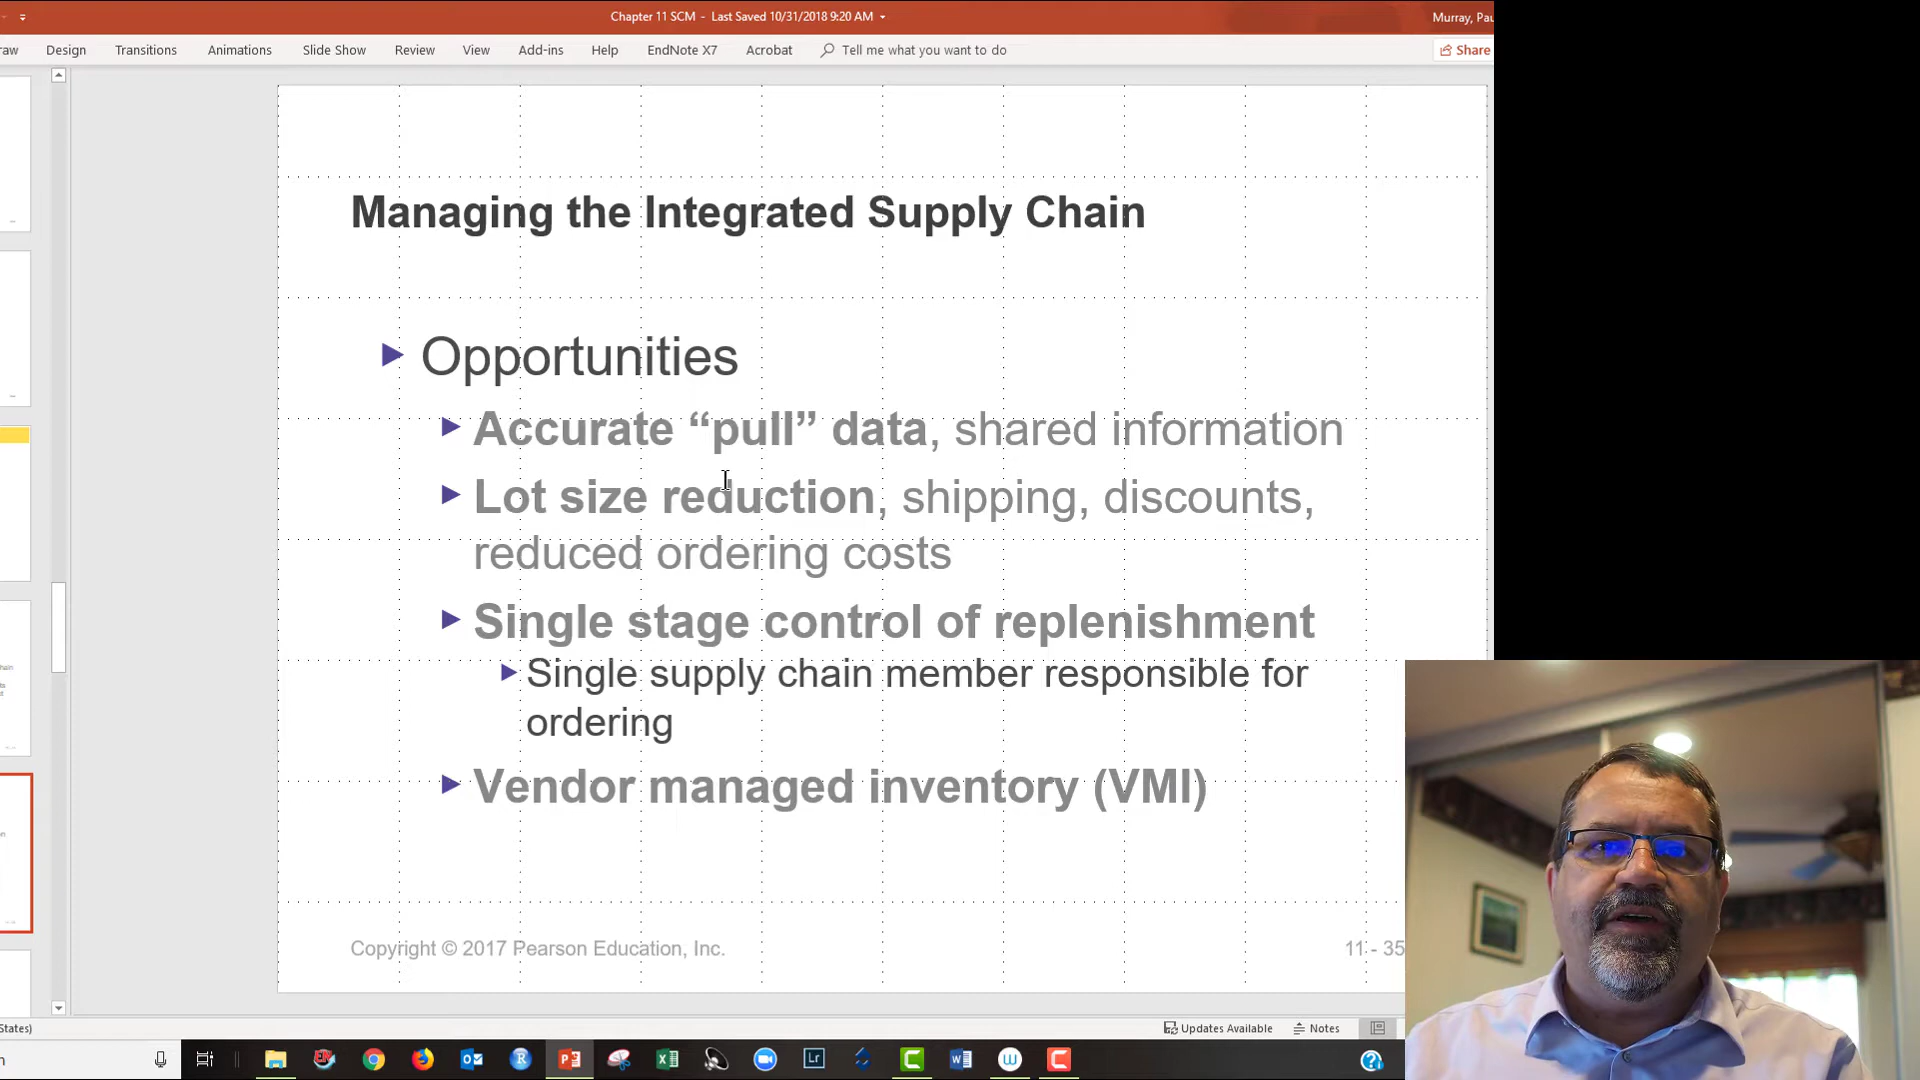 Chapter 11 SCM - Last Saved 10/31/2018 9:20 AM
Murray, Pau
raw Design Transitions Animations Slide Show Review View Add-ins Help EndNote X7 Acrobat Tell me what you want to do Share
Managing the Integrated Supply Chain
Opportunities
Accurate “pull” data, shared information
Lot size reduction, shipping, discounts,
reduced ordering costs
Single stage control of replenishment
Single supply chain member responsible for
ordering
Vendor managed inventory (VMI)
Copyright © 2017 Pearson Education, Inc.
11 - 35
States) Updates Available Notes
Lr